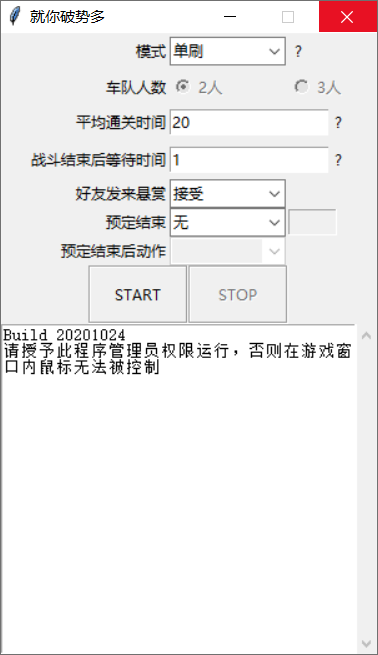 就你破势多
模式 单刷 ?
车队人数 2人 3人
平均通关时间 20 ?
战斗结束后等待时间 1 ?
好友发来悬赏 接受
预定结束 无
预定结束后动作
START STOP
Build 20201024
请授予此程序管理员权限运行，否则在游戏窗
口内鼠标无法被控制